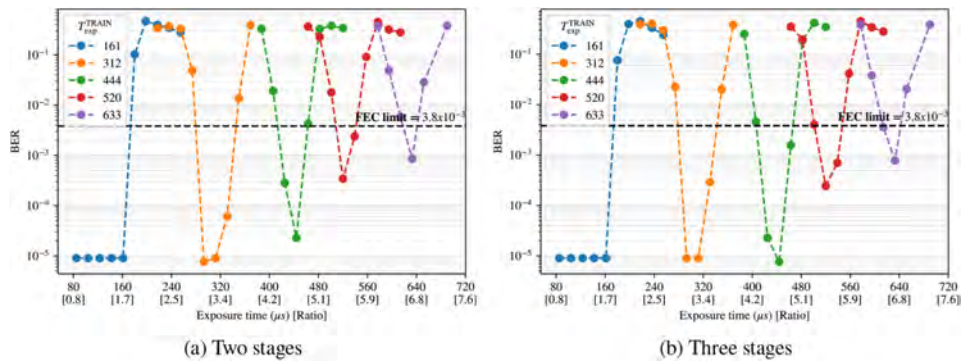 T_exp^TRAIN
161
312
444
520
633
FEC limit = 3.8x10⁻³
BER
10⁻¹
10⁻²
10⁻³
10⁻⁴
10⁻⁵
80 160 240 320 400 480 560 640 720
[0.8] [1.7] [2.5] [3.4] [4.2] [5.1] [5.9] [6.8] [7.6]
Exposure time (μs) [Ratio]
(a) Two stages
T_exp^TRAIN
161
312
444
520
633
FEC limit = 3.8x10⁻³
BER
10⁻¹
10⁻²
10⁻³
10⁻⁴
10⁻⁵
80 160 240 320 400 480 560 640 720
[0.8] [1.7] [2.5] [3.4] [4.2] [5.1] [5.9] [6.8] [7.6]
Exposure time (μs) [Ratio]
(b) Three stages